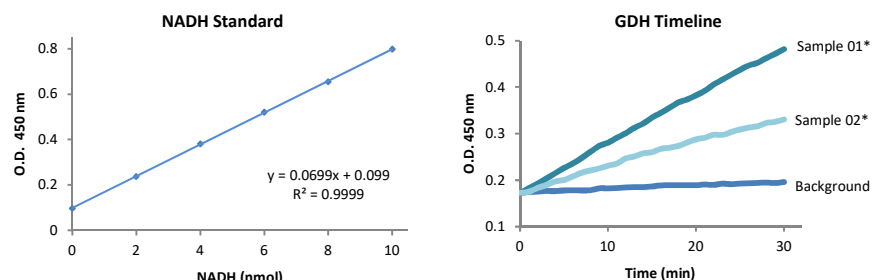 NADH Standard
0.8
0.6
0.4
0.2
0
O.D. 450 nm
y = 0.0699x + 0.099
R² = 0.9999
0 2 4 6 8 10
NADH (nmol)
GDH Timeline
0.5
0.4
0.3
0.2
0.1
O.D. 450 nm
Sample 01*
Sample 02*
Background
0 10 20 30
Time (min)